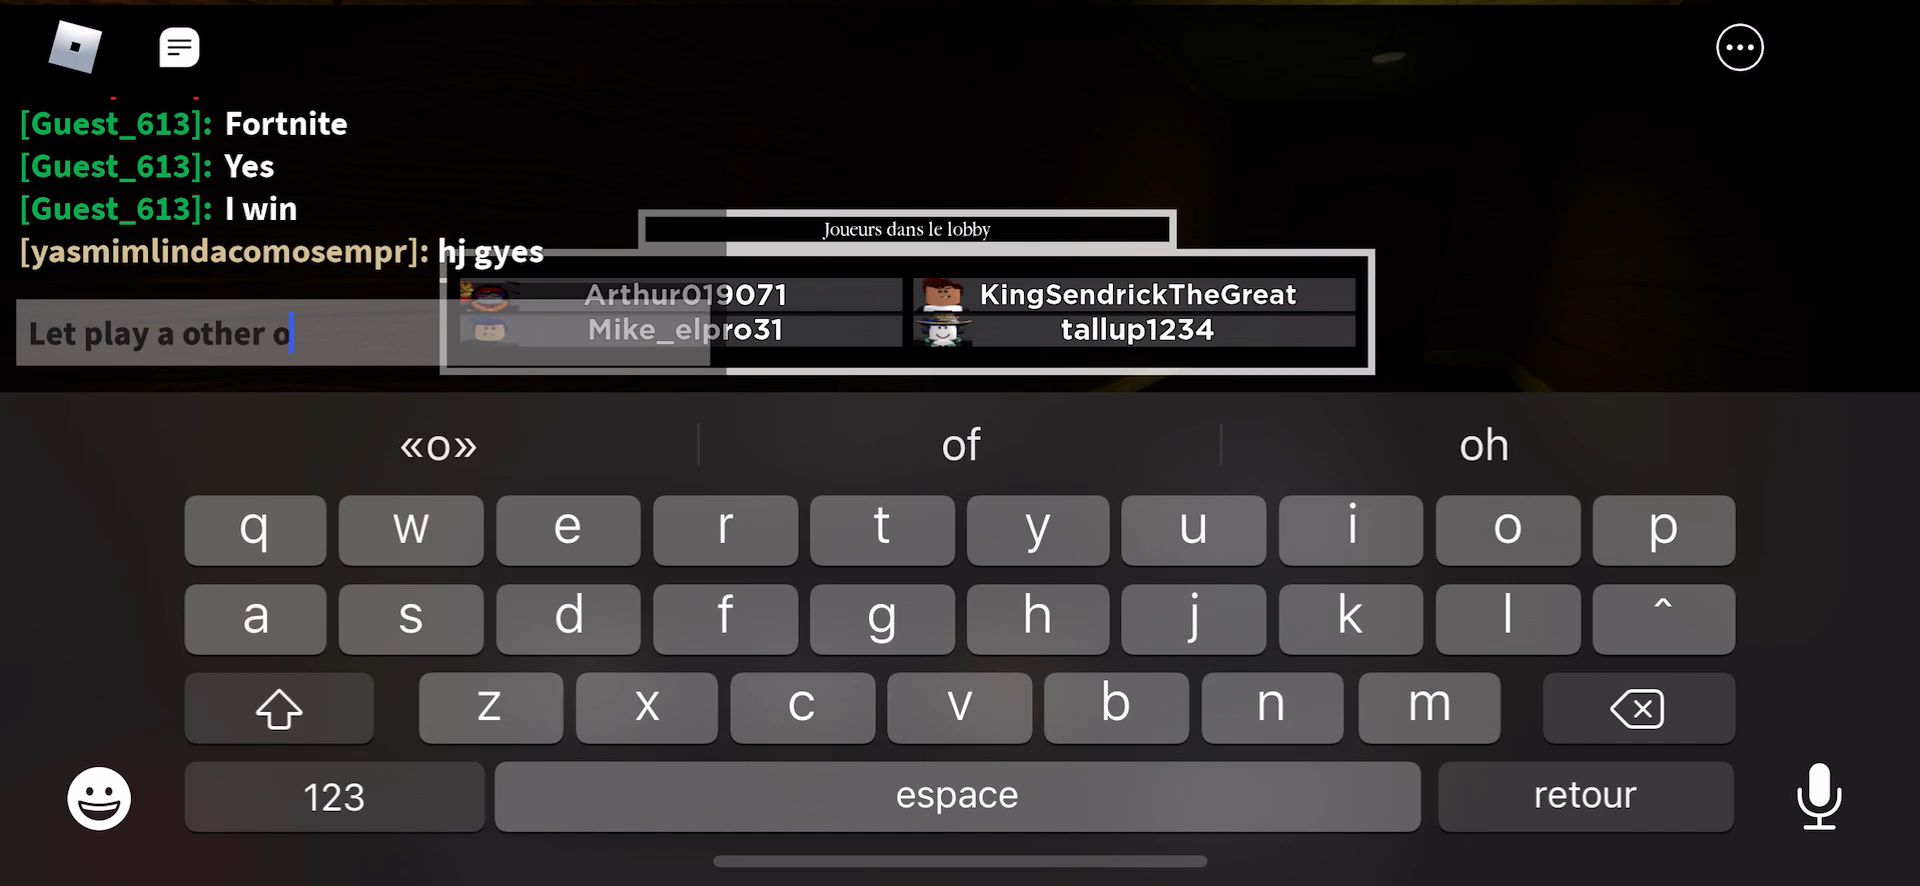 [Guest_613]: Fortnite
[Guest_613]: Yes
[Guest_613]: I win
[yasmimlindacomosempr]: hj gyes
Let play a other o
Joueurs dans le lobby
Arthur019071 KingSendrickTheGreat
Mike_elpro31 tallup1234
«o» of oh
q w e r t y u i o p
a s d f g h j k l ^
z x c v b n m
123 espace retour